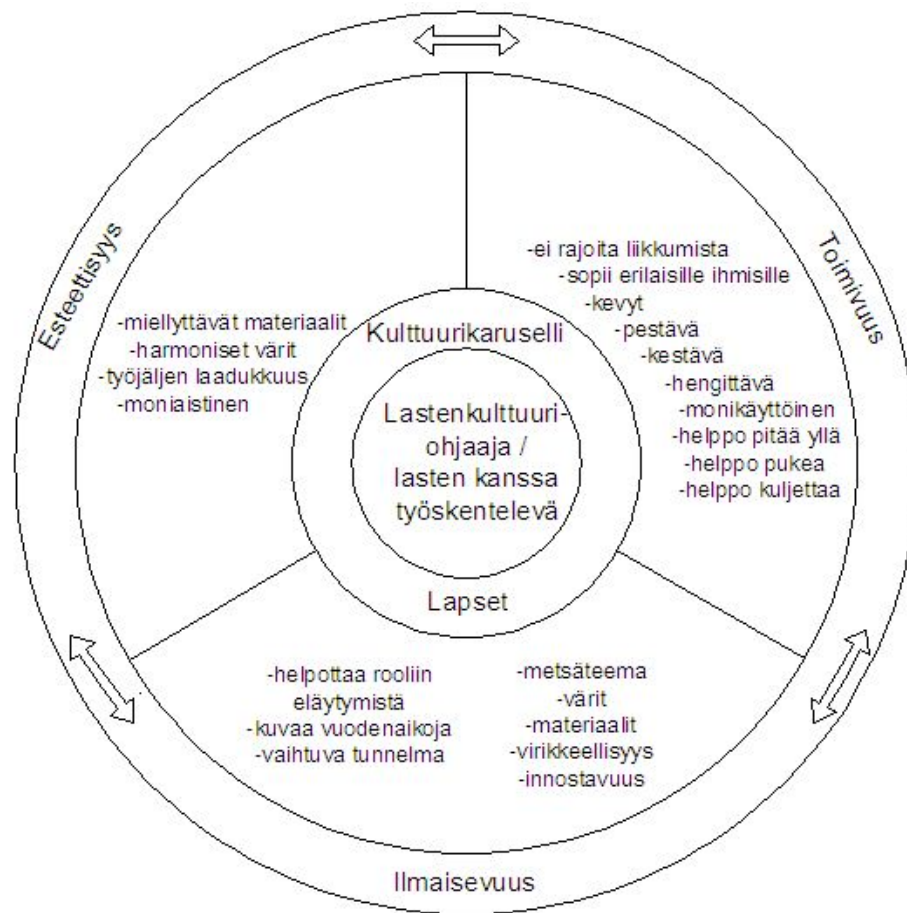 Esteettisyys
Toimivuus
Ilmaisevuus
-miellyttävät materiaalit
-harmoniset värit
-työjäljen laadukkuus
-moniaistinen
-ei rajoita liikkumista
-sopii erilaisille ihmisille
-kevyt
-pestävä
-kestävä
-hengittävä
-monikäyttöinen
-helppo pitää yllä
-helppo pukea
-helppo kuljettaa
Kulttuurikaruselli
Lastenkulttuuri-
ohjaaja /
lasten kanssa
työskentelevä
Lapset
-helpottaa rooliin
eläytymistä
-kuvaa vuodenaikoja
-vaihtuva tunnelma
-metsäteema
-värit
-materiaalit
-virikkeellisyys
-innostavuus